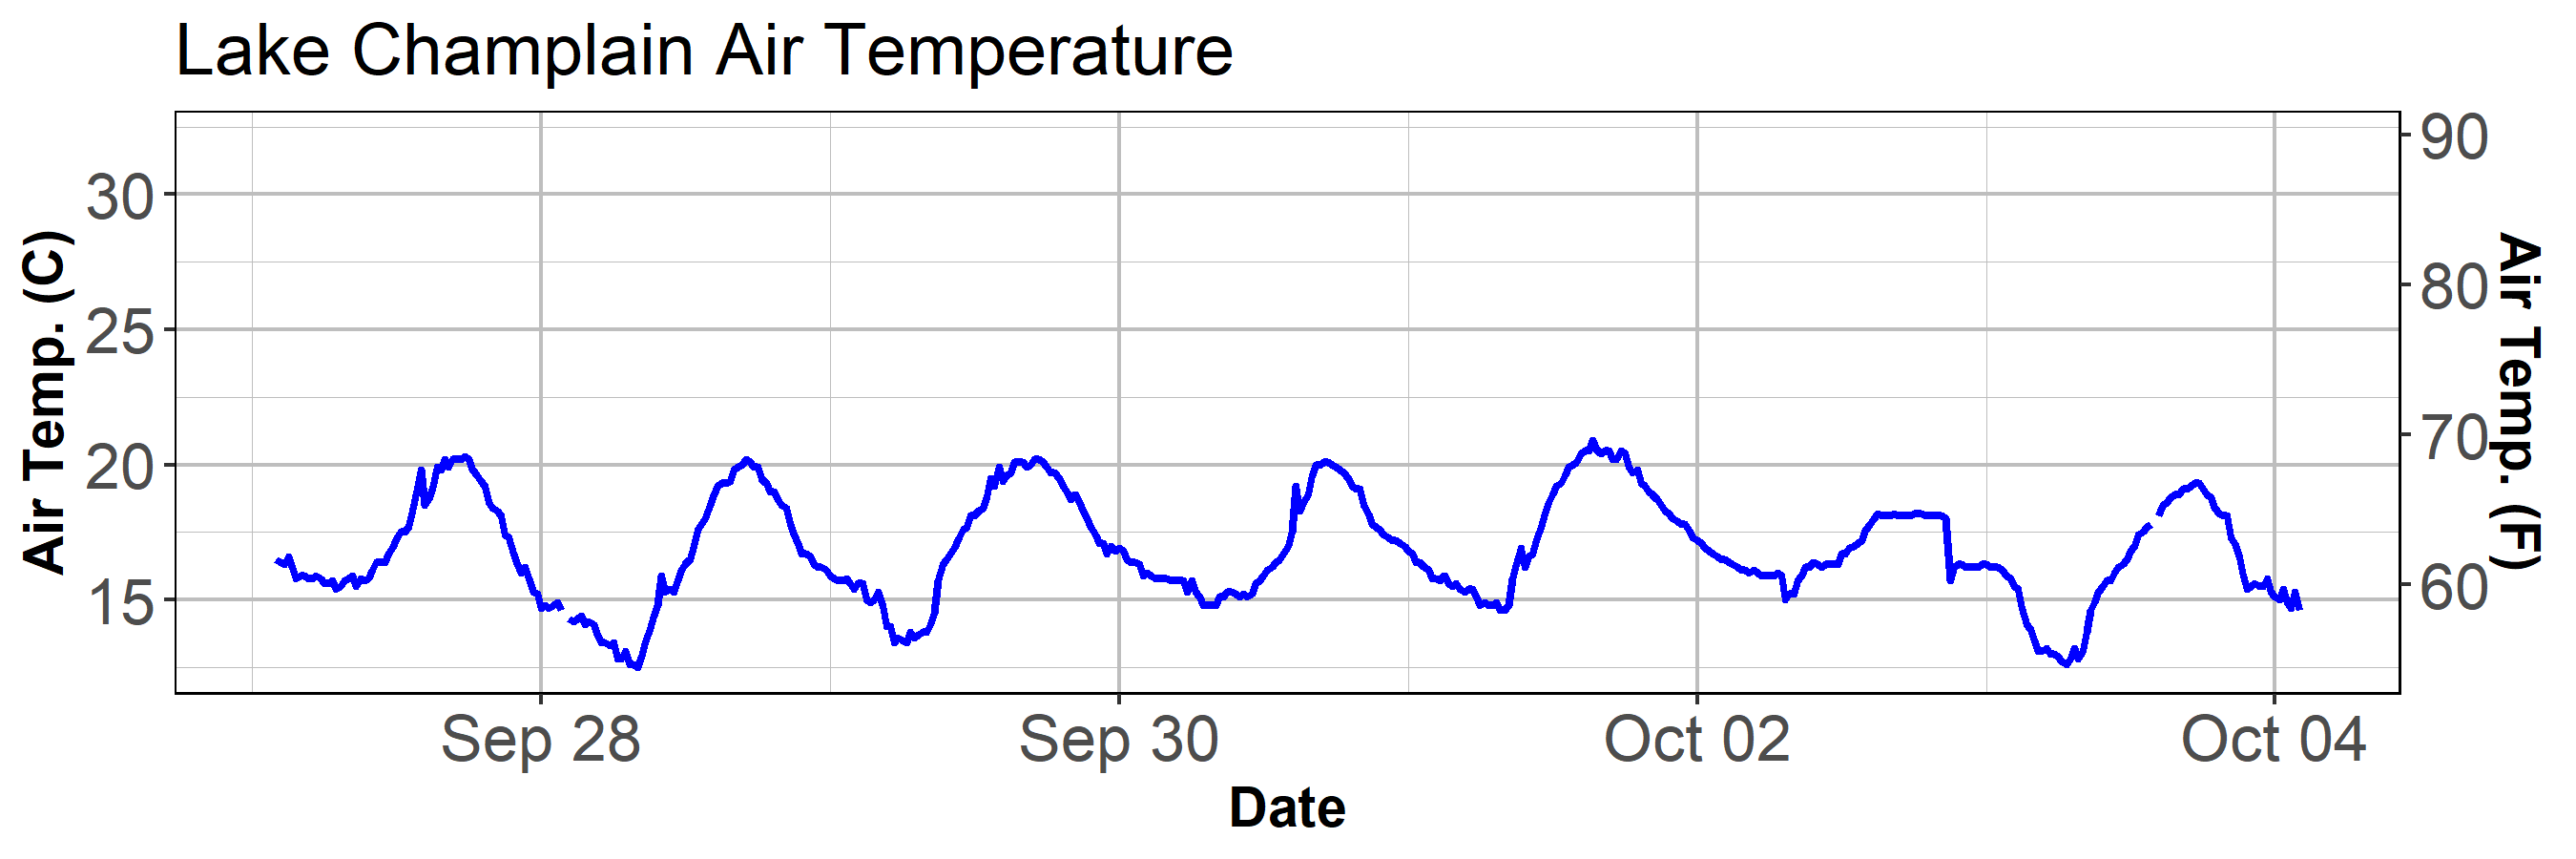 Lake Champlain Air Temperature
Air Temp. (C)
30
25
20
15
90
80
70
60
Air Temp. (F)
Sep 28
Sep 30
Oct 02
Oct 04
Date